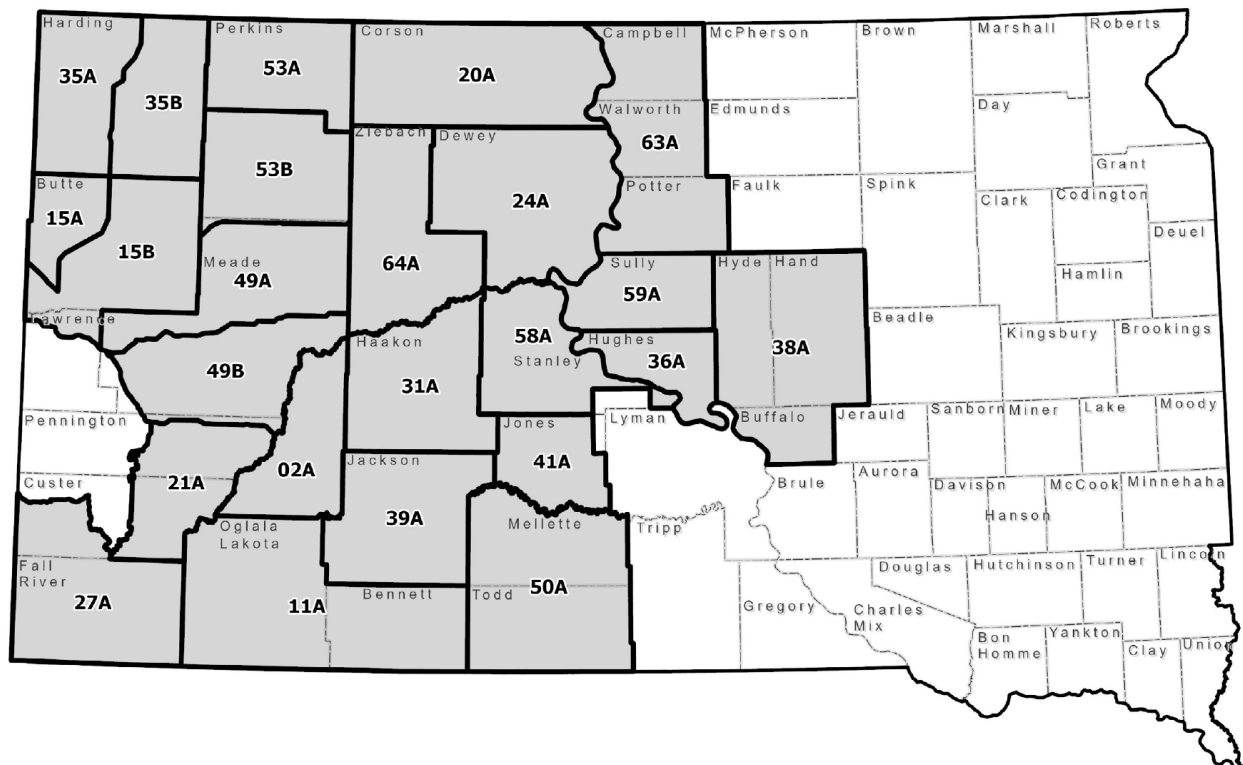 Harding
Perkins
Corson
Campbell
McPherson
Brown
Marshall
Roberts
35A
35B
53A
20A
Walworth
Edmunds
Day
Ziebach
Dewey
63A
53B
Grant
Butte
15A
24A
Potter
Faulk
Spink
Clark
Codington
15B
Deuel
Meade
49A
64A
Sully
Hyde
Hand
Hamlin
59A
Lawrence
Beadle
Kingsbury
Brookings
Haakon
58A
Stanley
Hughes
36A
38A
49B
31A
Pennington
Jones
Lyman
Buffalo
Jerauld
Sanborn
Miner
Lake
Moody
Custer
21A
02A
Jackson
41A
Brule
Aurora
Davison
Hanson
McCook
Minnehaha
39A
Oglala
Lakota
Mellette
Tripp
Fall
River
27A
11A
Bennett
Todd
50A
Gregory
Douglas
Charles
Mix
Hutchinson
Turner
Lincoln
Bon
Homme
Yankton
Clay
Union